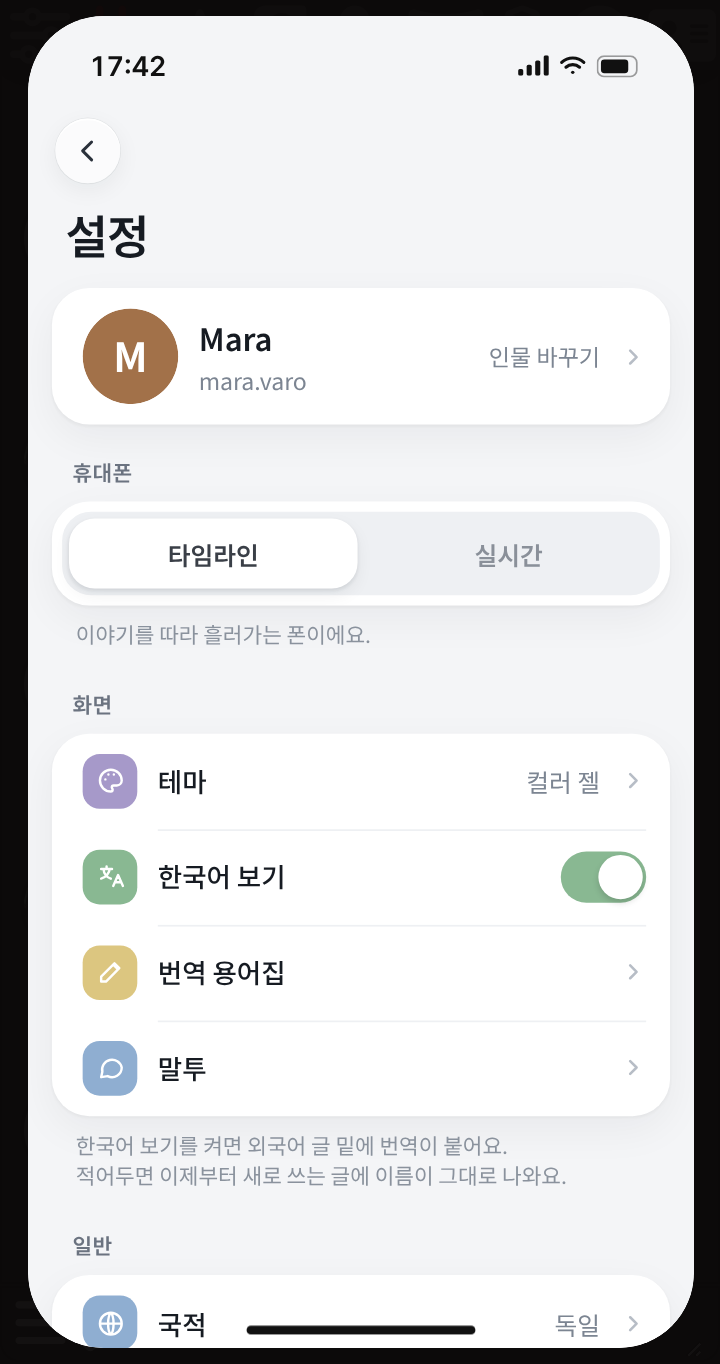 17:42
설정
M
Mara
mara.varo
인물 바꾸기
휴대폰
타임라인
실시간
이야기를 따라 흘러가는 폰이에요.
화면
테마
컬러 젤
한국어 보기
번역 용어집
말투
한국어 보기를 켜면 외국어 글 밑에 번역이 붙어요.
적어두면 이제부터 새로 쓰는 글에 이름이 그대로 나와요.
일반
국적
독일